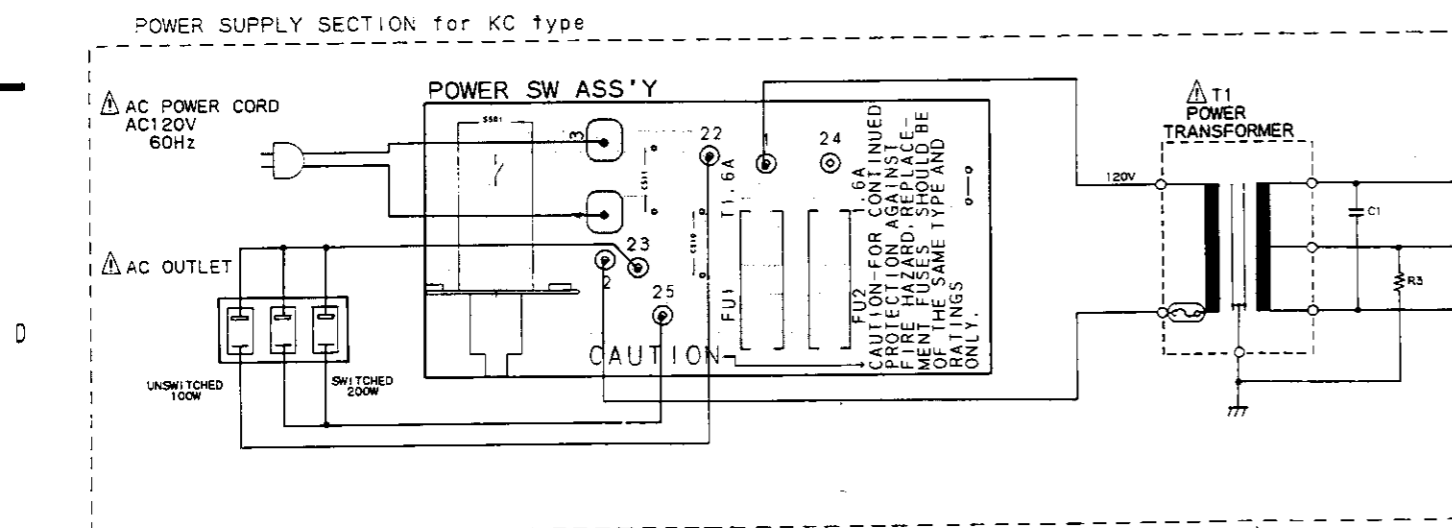 POWER SUPPLY SECTION for KC type
POWER SW ASS'Y
⚠ AC POWER CORD
AC120V
60Hz
S501
3
22
1
24
T1.6A
1.6A
CAUTION-FOR CONTINUED
PROTECTION AGAINST
FIRE HAZARD, REPLACE-
MENT FUSES SHOULD BE
OF THE SAME TYPE AND
RATINGS
ONLY.
⚠ T1
POWER
TRANSFORMER
120V
C1
R3
⚠ AC OUTLET
23
2
25
FU1
FU2
CAUTION
D
UNSWITCHED
100W
SWITCHED
200W